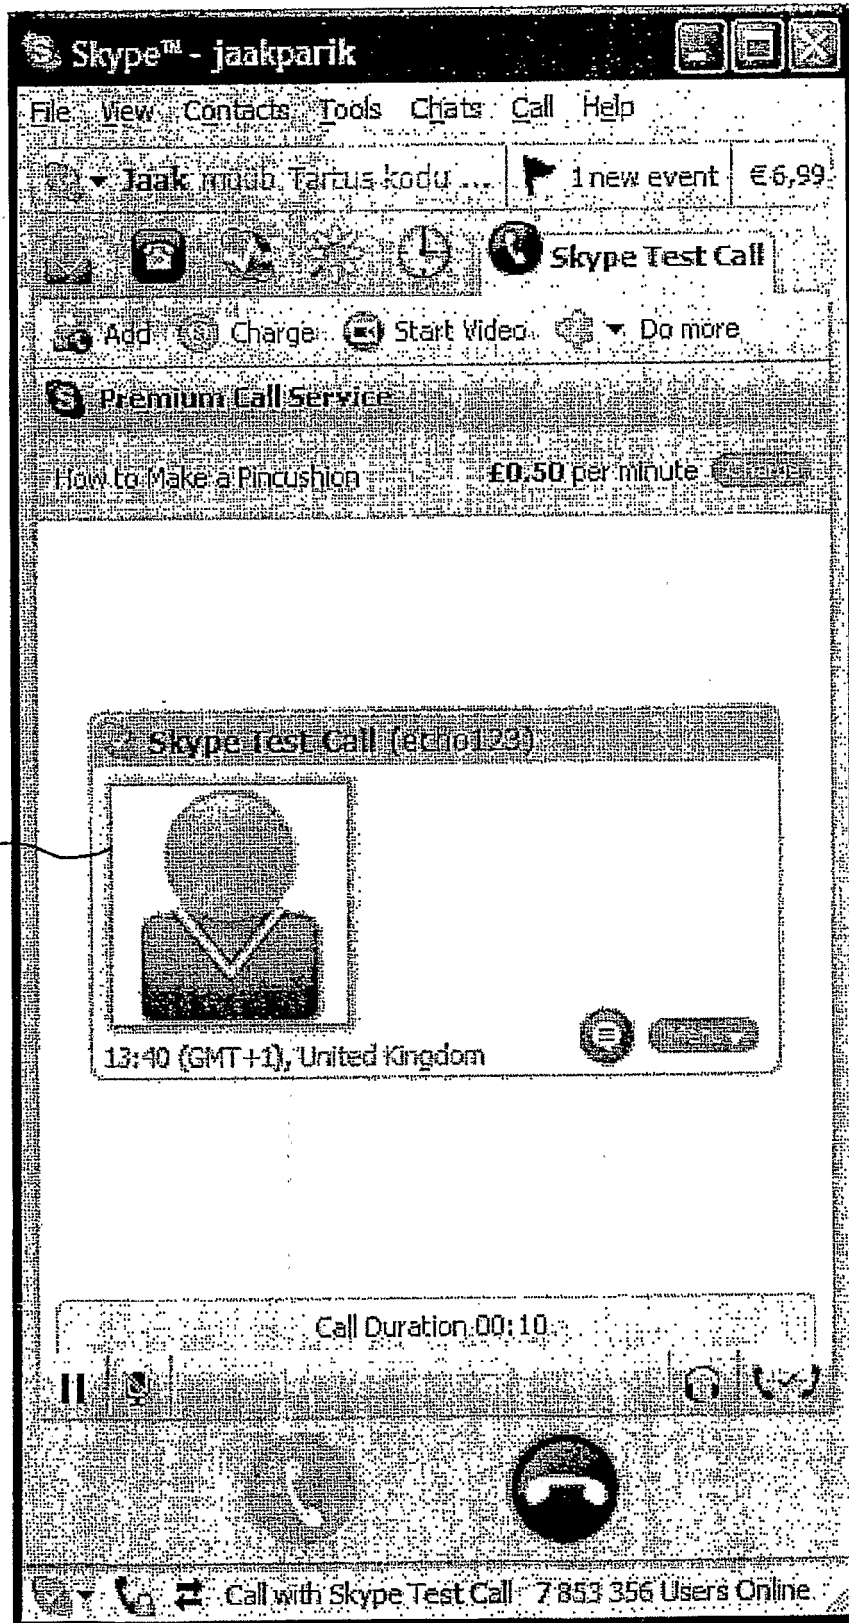 Skype™ - jaakparik
File View Contacts Tools Chats Call Help
Jaak muub Tartus kodu ... 1 new event €6,99
Skype Test Call
Add Charge Start Video Do more
Premium Call Service
How to Make a Pincushion £0.50 per minute Charge
Skype Test Call (echo123)
13:40 (GMT+1), United Kingdom
Call Duration 00:10
Call with Skype Test Call 7 853 356 Users Online